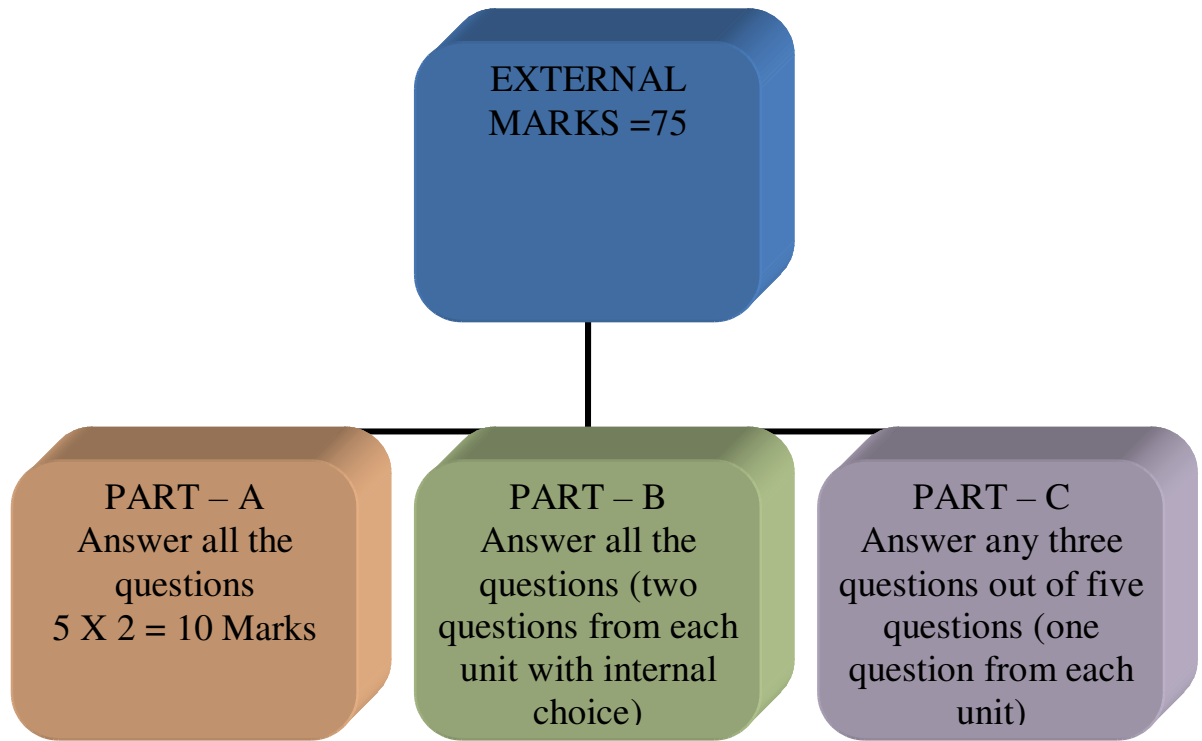 EXTERNAL
MARKS =75
PART – A
Answer all the
questions
5 X 2 = 10 Marks
PART – B
Answer all the
questions (two
questions from each
unit with internal
choice)
PART – C
Answer any three
questions out of five
questions (one
question from each
unit)